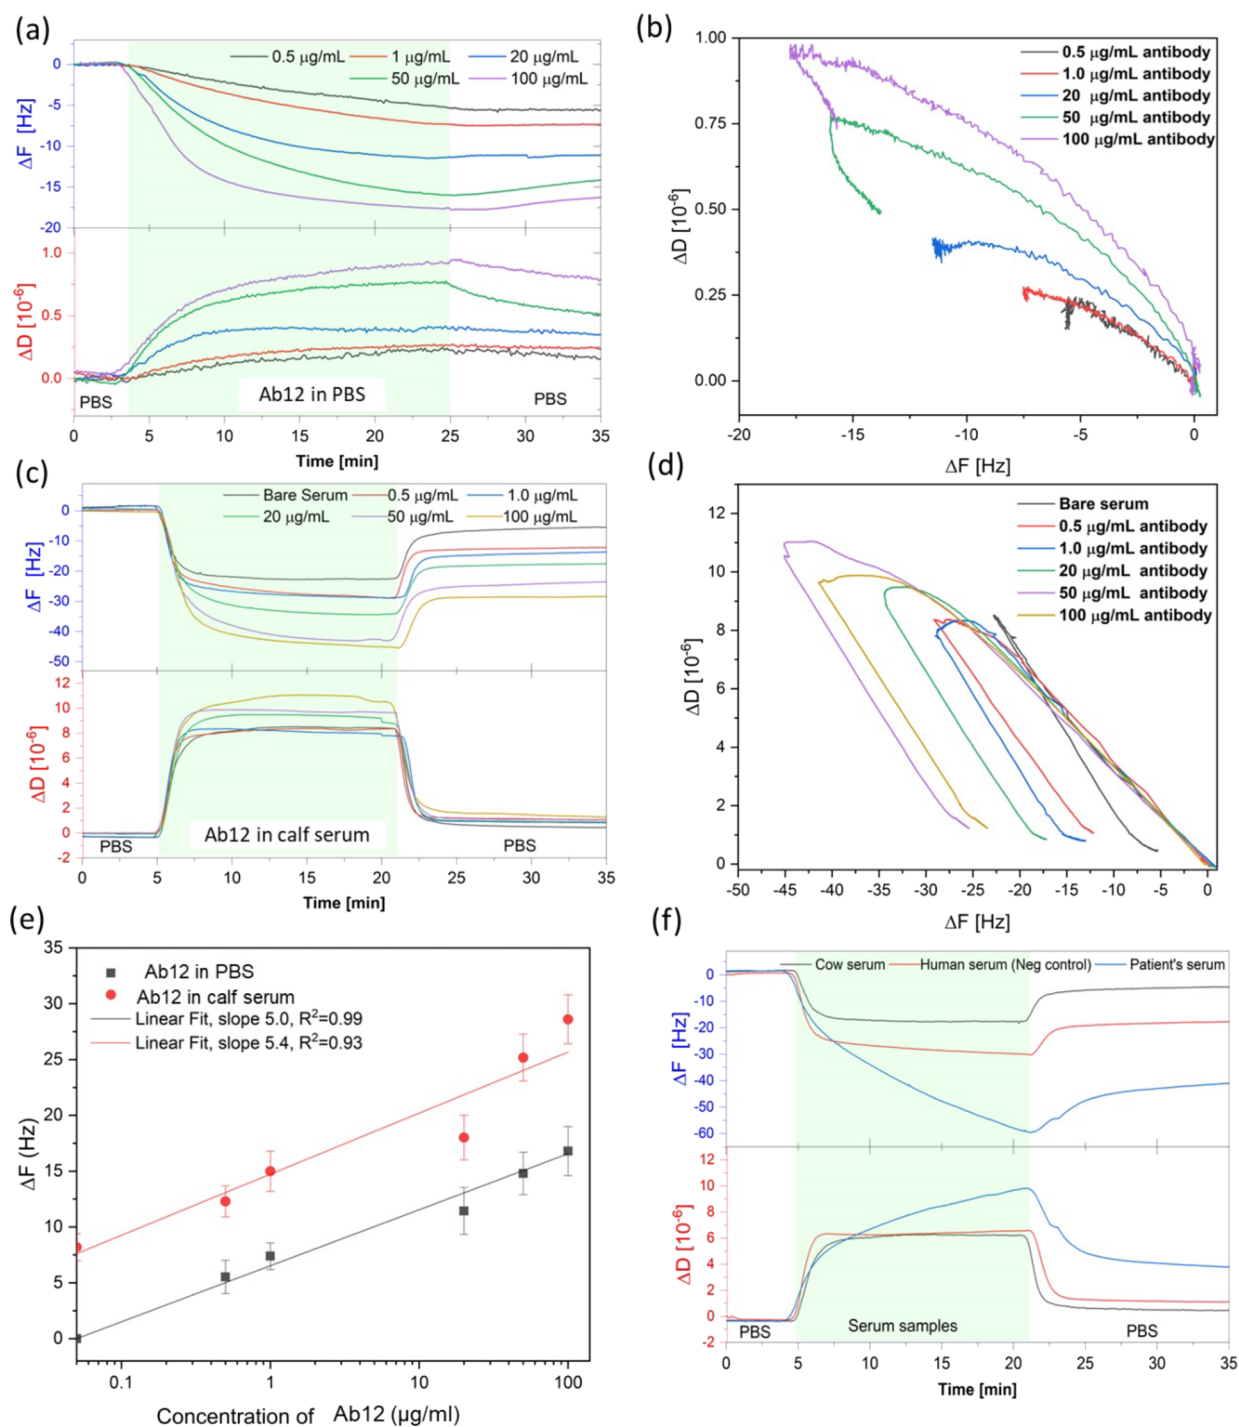 (a)
0.5 μg/mL 1 μg/mL 20 μg/mL
50 μg/mL 100 μg/mL
ΔF [Hz]
0
-5
-10
-15
-20
ΔD [10-6]
1.0
0.5
0.0
PBS
Ab12 in PBS
PBS
0 5 10 15 20 25 30 35
Time [min]
(b)
0.5 μg/mL antibody
1.0 μg/mL antibody
20 μg/mL antibody
50 μg/mL antibody
100 μg/mL antibody
ΔD [10-6]
1.00
0.75
0.50
0.25
0.00
-20 -15 -10 -5 0
ΔF [Hz]
(c)
Bare Serum 0.5 μg/mL 1.0 μg/mL
20 μg/mL 50 μg/mL 100 μg/mL
ΔF [Hz]
0
-10
-20
-30
-40
-50
ΔD [10-6]
12
10
8
6
4
2
0
-2
PBS
Ab12 in calf serum
PBS
0 5 10 15 20 25 30 35
Time [min]
(d)
Bare serum
0.5 μg/mL antibody
1.0 μg/mL antibody
20 μg/mL antibody
50 μg/mL antibody
100 μg/mL antibody
ΔD [10-6]
12
10
8
6
4
2
0
-50 -45 -40 -35 -30 -25 -20 -15 -10 -5 0
ΔF [Hz]
(e)
Ab12 in PBS
Ab12 in calf serum
Linear Fit, slope 5.0, R2=0.99
Linear Fit, slope 5.4, R2=0.93
ΔF (Hz)
35
30
25
20
15
10
5
0
0.1 1 10 100
Concentration of Ab12 (μg/ml)
(f)
Cow serum Human serum (Neg control) Patient's serum
ΔF [Hz]
0
-10
-20
-30
-40
-50
-60
ΔD [10-6]
12
10
8
6
4
2
0
-2
PBS
Serum samples
PBS
0 5 10 15 20 25 30 35
Time [min]